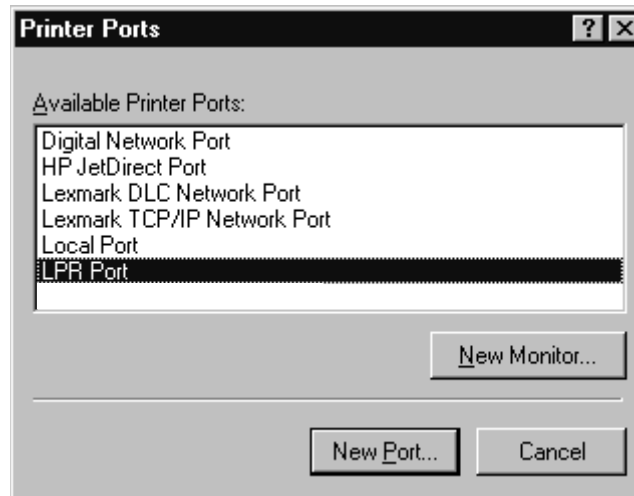 Printer Ports
Available Printer Ports:
Digital Network Port
HP JetDirect Port
Lexmark DLC Network Port
Lexmark TCP/IP Network Port
Local Port
LPR Port
New Monitor...
New Port...
Cancel